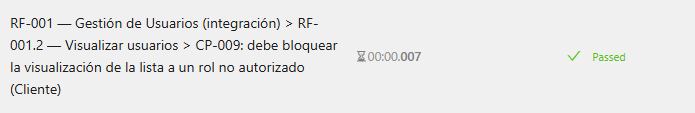 RF-001 — Gestión de Usuarios (integración) > RF-
001.2 — Visualizar usuarios > CP-009: debe bloquear
la visualización de la lista a un rol no autorizado
(Cliente)
00:00.007
Passed